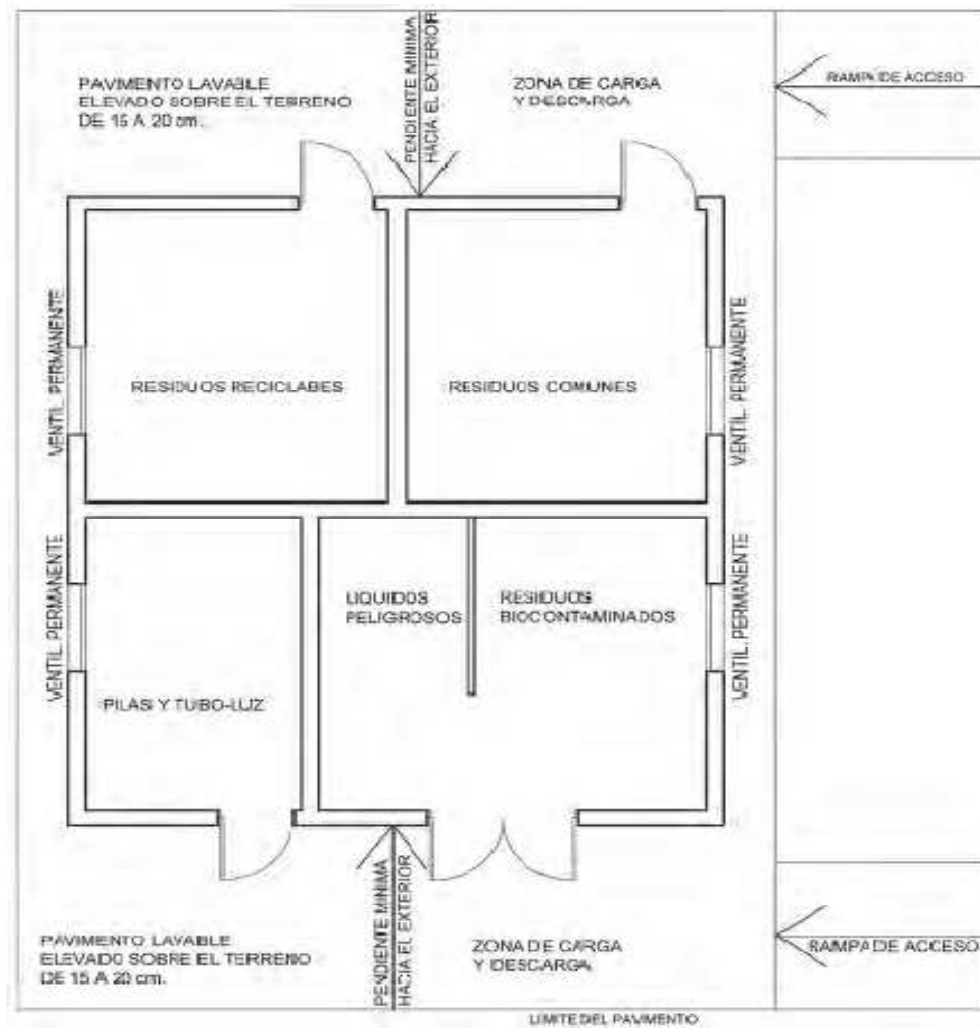 PAVIMENTO LAVABLE
ELEVADO SOBRE EL TERRENO
DE 15 A 20 cm.
PENDIENTE MINIMA
HACIA EL EXTERIOR
ZONA DE CARGA
Y DESCARGA
RAMPA DE ACCESO
VENTIL. PERMANENTE
RESIDUOS RECICLABES
RESIDUOS COMUNES
VENTIL. PERMANENTE
VENTIL. PERMANENTE
LIQUIDOS
PELIGROSOS
RESIDUOS
BIOCONTAMINADOS
VENTIL. PERMANENTE
PILAS Y TUBO-LUZ
PAVIMENTO LAVABLE
ELEVADO SOBRE EL TERRENO
DE 15 A 20 cm.
PENDIENTE MINIMA
HACIA EL EXTERIOR
ZONA DE CARGA
Y DESCARGA
RAMPA DE ACCESO
LIMITE DEL PAVIMENTO